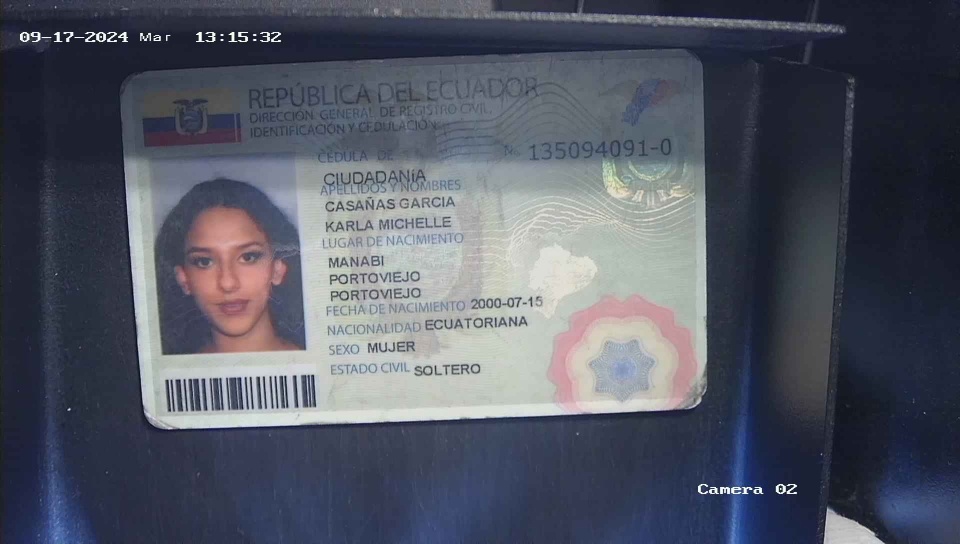 09-17-2024 Mar 13:15:32
REPÚBLICA DEL ECUADOR
DIRECCIÓN GENERAL DE REGISTRO CIVIL,
IDENTIFICACIÓN Y CEDULACIÓN
CÉDULA DE N. 135094091-0
CIUDADANÍA
APELLIDOS Y NOMBRES
CASAÑAS GARCIA
KARLA MICHELLE
LUGAR DE NACIMIENTO
MANABI
PORTOVIEJO
PORTOVIEJO
FECHA DE NACIMIENTO 2000-07-15
NACIONALIDAD ECUATORIANA
SEXO MUJER
ESTADO CIVIL SOLTERO
Camera 02